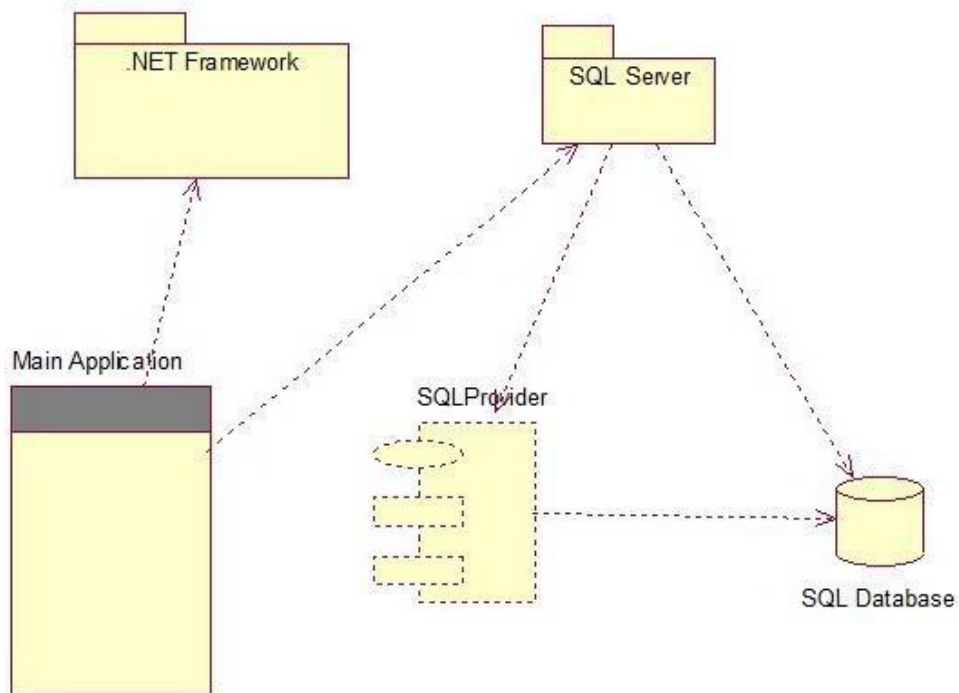 .NET Framework
SQL Server
Main Application
SQLProvider
SQL Database